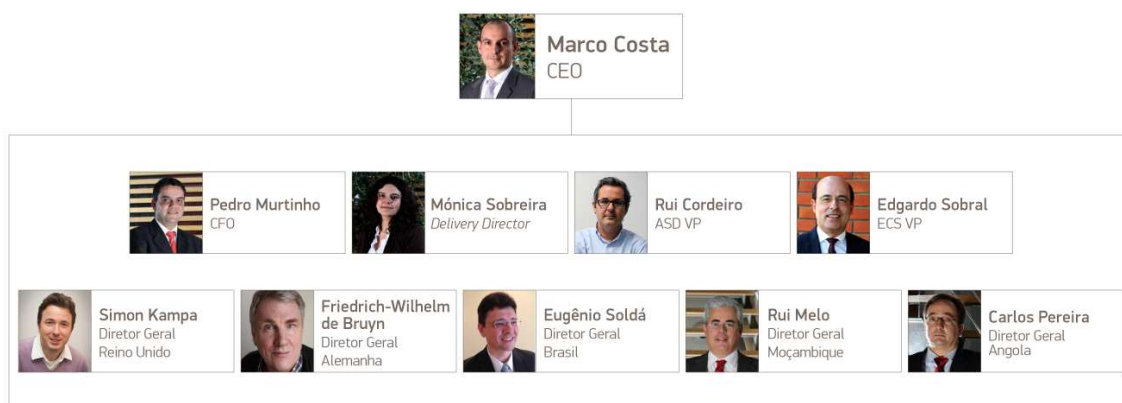 Marco Costa
CEO
Pedro Murtinho
CFO
Mónica Sobreira
Delivery Director
Rui Cordeiro
ASD VP
Edgardo Sobral
ECS VP
Simon Kampa
Diretor Geral
Reino Unido
Friedrich-Wilhelm
de Bruyn
Diretor Geral
Alemanha
Eugênio Soldá
Diretor Geral
Brasil
Rui Melo
Diretor Geral
Moçambique
Carlos Pereira
Diretor Geral
Angola